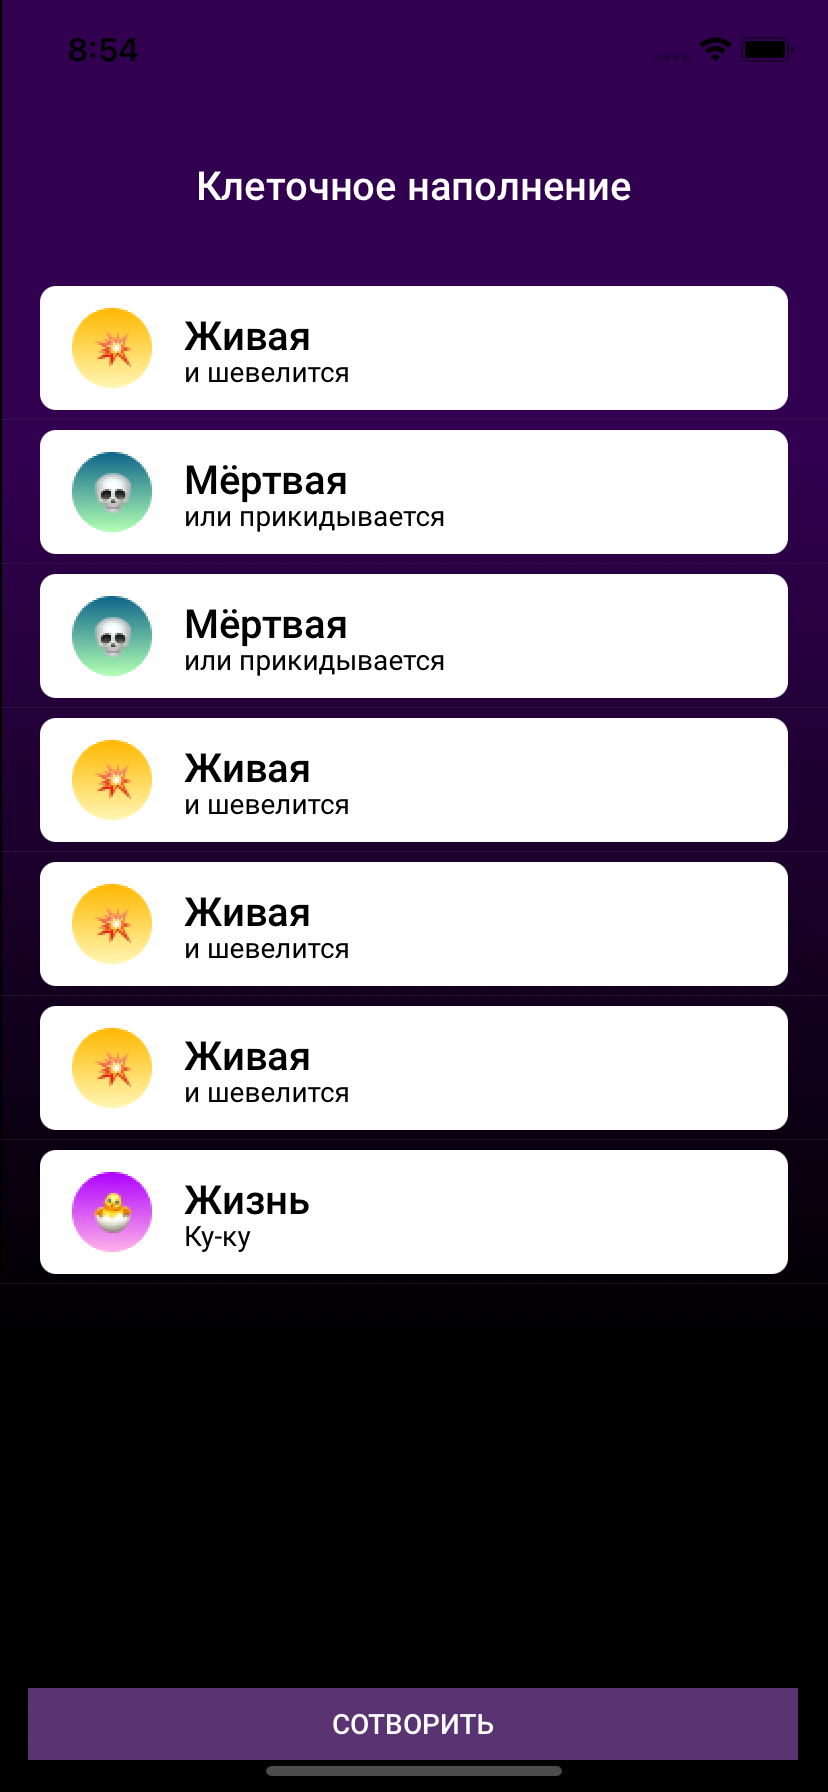 8:54
Клеточное наполнение
Живая
и шевелится
Мёртвая
или прикидывается
Мёртвая
или прикидывается
Живая
и шевелится
Живая
и шевелится
Живая
и шевелится
Жизнь
Ку-ку
СОТВОРИТЬ